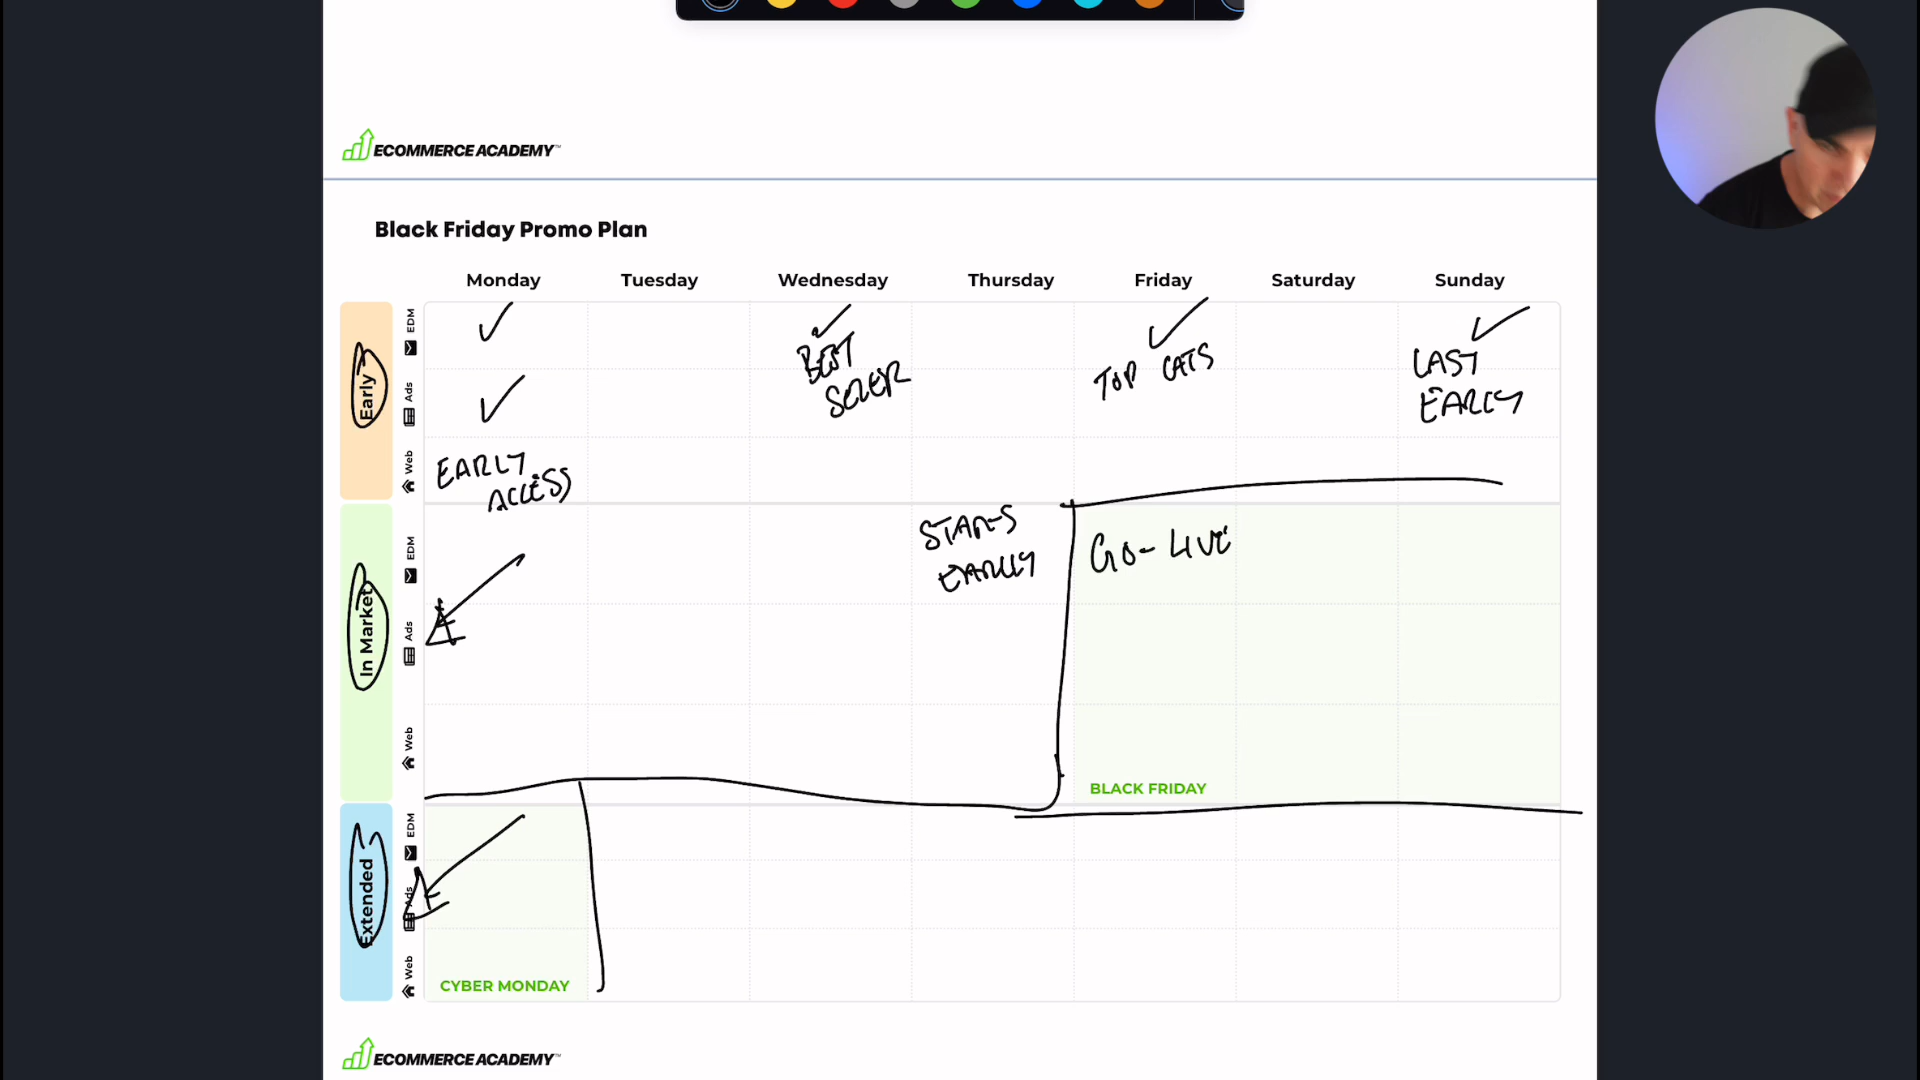 ECOMMERCE ACADEMY™
Black Friday Promo Plan
Monday Tuesday Wednesday Thursday Friday Saturday Sunday
Early
EDM
BEST
SELLER
TOP CATS
LAST
EARLY
Ads
Web
EARLY
ACCESS
In Market
EDM
STARTS
EARLY
GO-LIVE
Ads
Web
BLACK FRIDAY
Extended
EDM
Ads
Web
CYBER MONDAY
ECOMMERCE ACADEMY™